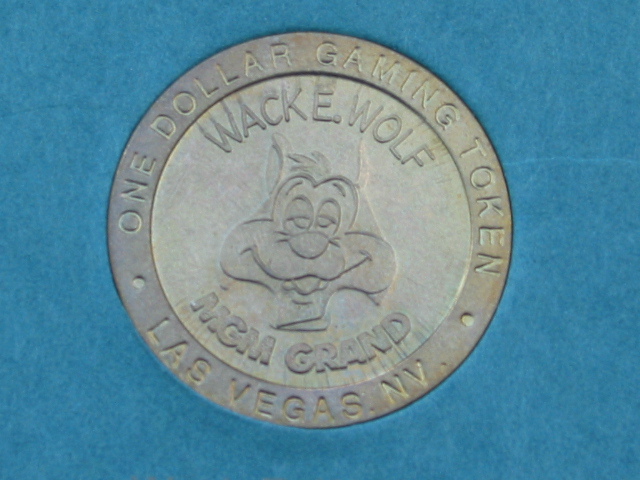 ONE DOLLAR GAMING TOKEN
WACK E. WOLF
MGM GRAND
LAS VEGAS. NV.